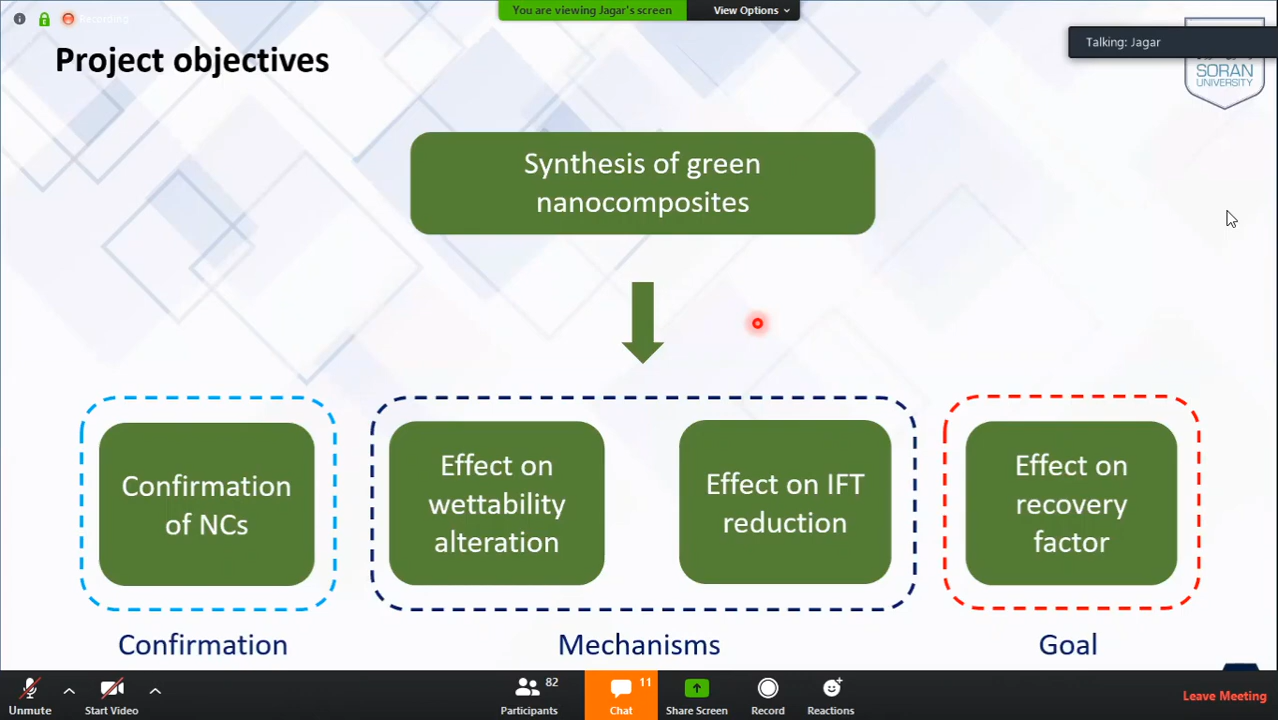 Recording
You are viewing Jagar's screen
View Options
Talking: Jagar
Project objectives
SORAN
UNIVERSITY
Synthesis of green
nanocomposites
Confirmation
of NCs
Effect on
wettability
alteration
Effect on IFT
reduction
Effect on
recovery
factor
Confirmation
Mechanisms
Goal
Unmute
Start Video
82
Participants
11
Chat
Share Screen
Record
Reactions
Leave Meeting